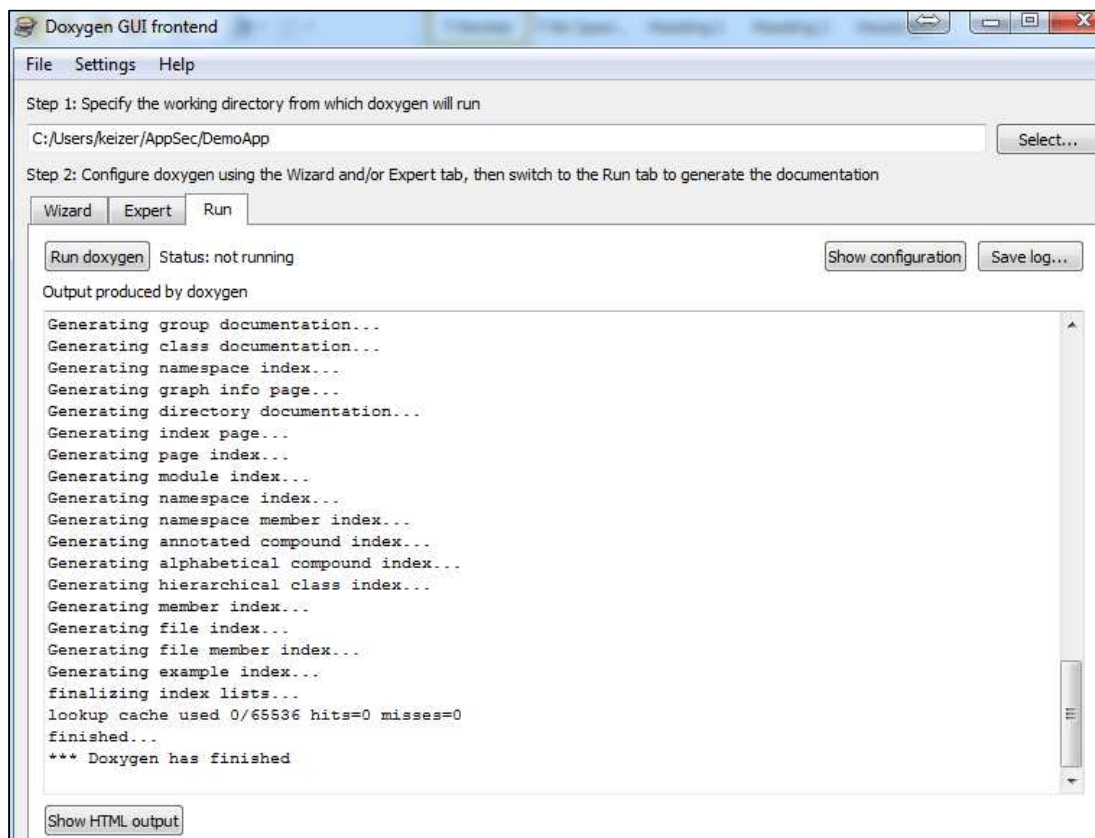 Doxygen GUI frontend
File Settings Help
Step 1: Specify the working directory from which doxygen will run
C:/Users/keizer/AppSec/DemoApp
Select...
Step 2: Configure doxygen using the Wizard and/or Expert tab, then switch to the Run tab to generate the documentation
Wizard Expert Run
Run doxygen Status: not running Show configuration Save log...
Output produced by doxygen
Generating group documentation...
Generating class documentation...
Generating namespace index...
Generating graph info page...
Generating directory documentation...
Generating index page...
Generating page index...
Generating module index...
Generating namespace index...
Generating namespace member index...
Generating annotated compound index...
Generating alphabetical compound index...
Generating hierarchical class index...
Generating member index...
Generating file index...
Generating file member index...
Generating example index...
finalizing index lists...
lookup cache used 0/65536 hits=0 misses=0
finished...
*** Doxygen has finished
Show HTML output